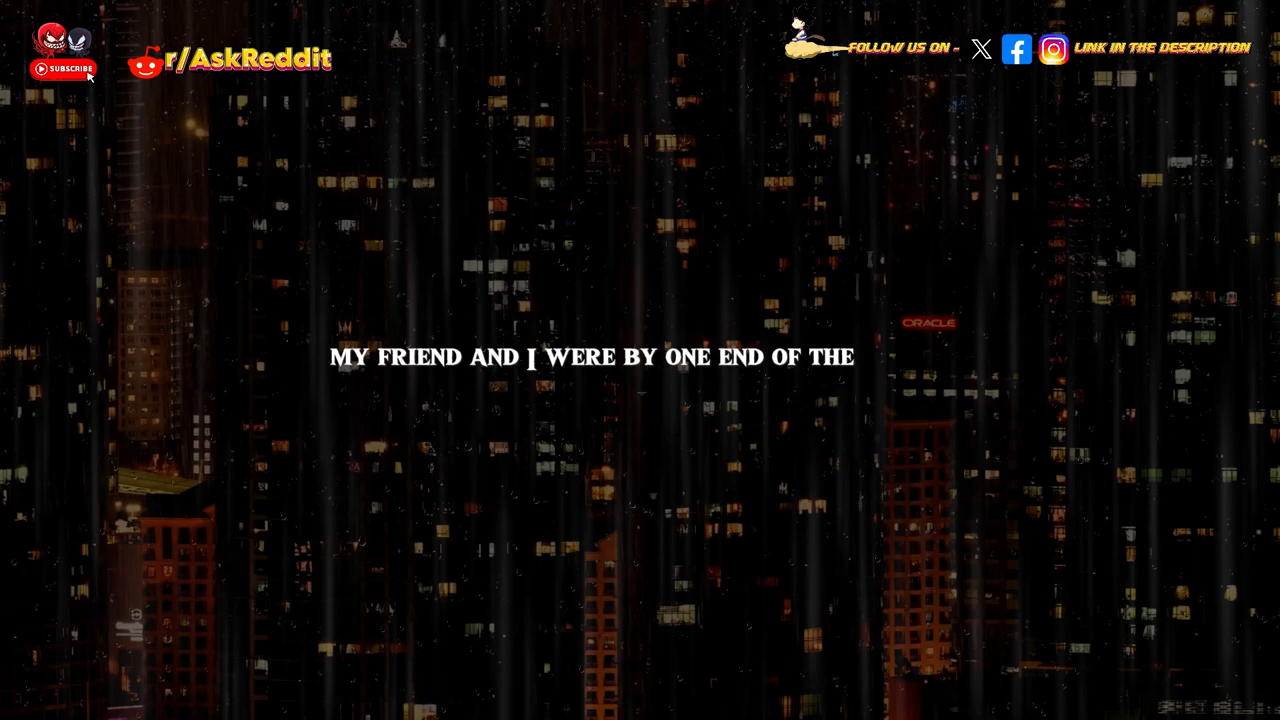 SUBSCRIBE
r/AskReddit
FOLLOW US ON -
LINK IN THE DESCRIPTION
ORACLE
MY FRIEND AND I WERE BY ONE END OF THE